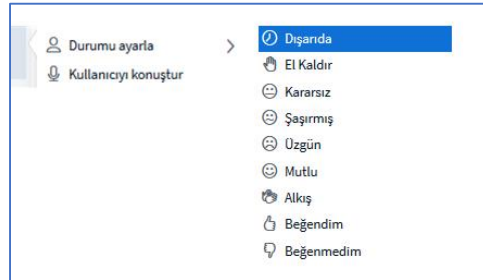 Durumu ayarla
Kullanıcıyı konuştur
Dışarıda
El Kaldır
Kararsız
Şaşırmış
Üzgün
Mutlu
Alkış
Beğendim
Beğenmedim